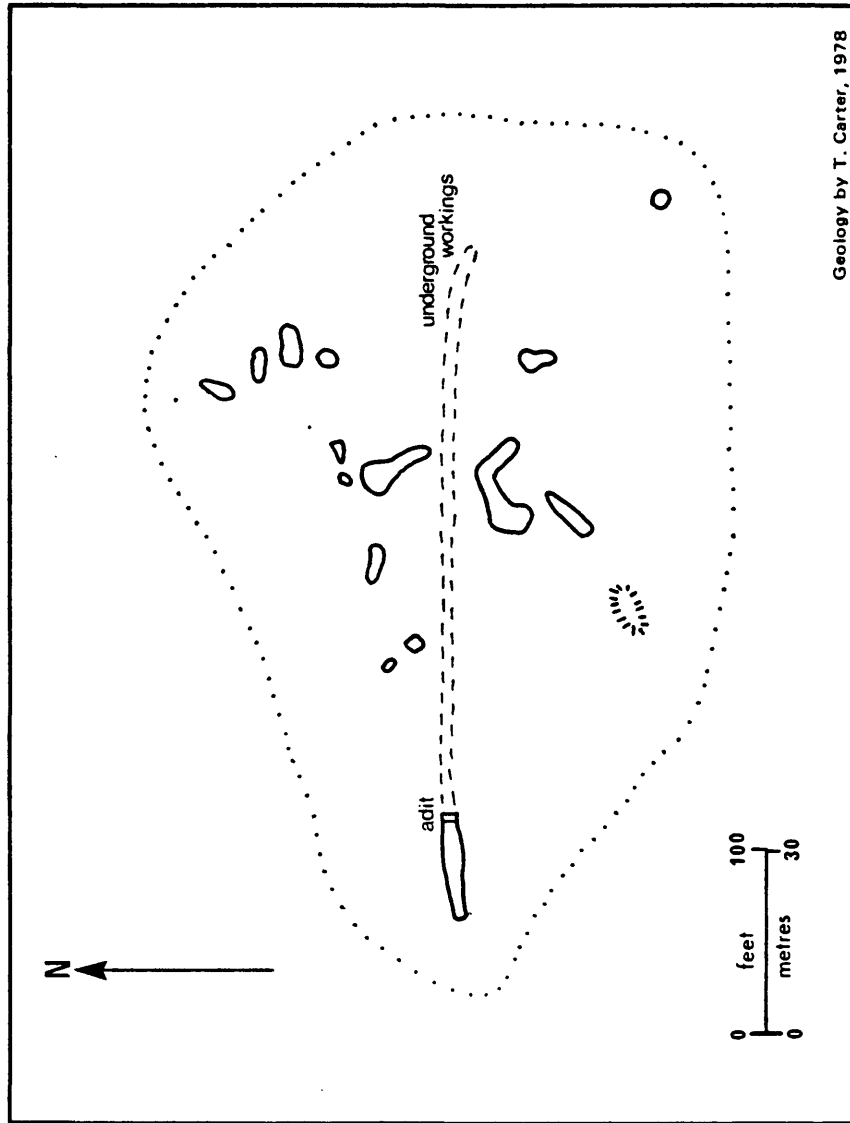 N
underground
workings
adit
0 100
feet
metres
0 30
Geology by T. Carter, 1978